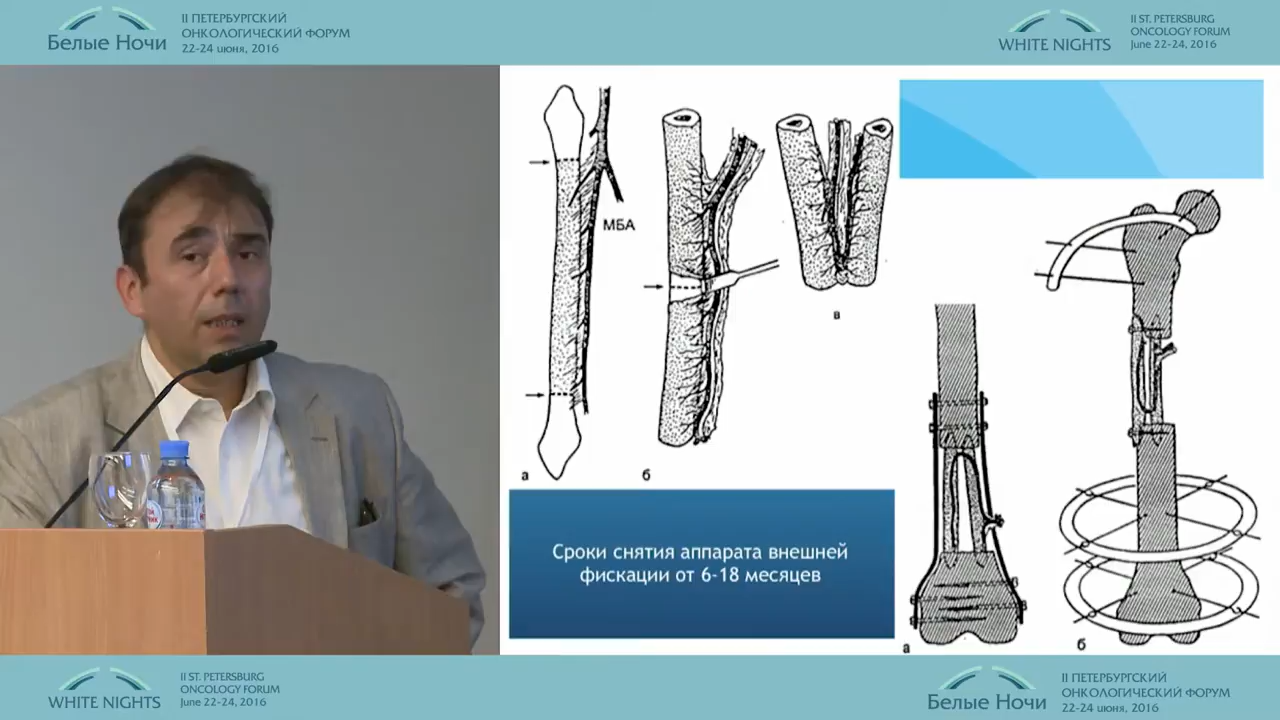 Белые Ночи
II ПЕТЕРБУРГСКИЙ
ОНКОЛОГИЧЕСКИЙ ФОРУМ
22-24 июня, 2016
WHITE NIGHTS
II ST. PETERSBURG
ONCOLOGY FORUM
June 22-24, 2016
МБА
в
а
б
Сроки снятия аппарата внешней
фискации от 6-18 месяцев
а
б
WHITE NIGHTS
II ST. PETERSBURG
ONCOLOGY FORUM
June 22-24, 2016
Белые Ночи
II ПЕТЕРБУРГСКИЙ
ОНКОЛОГИЧЕСКИЙ ФОРУМ
22-24 июня, 2016